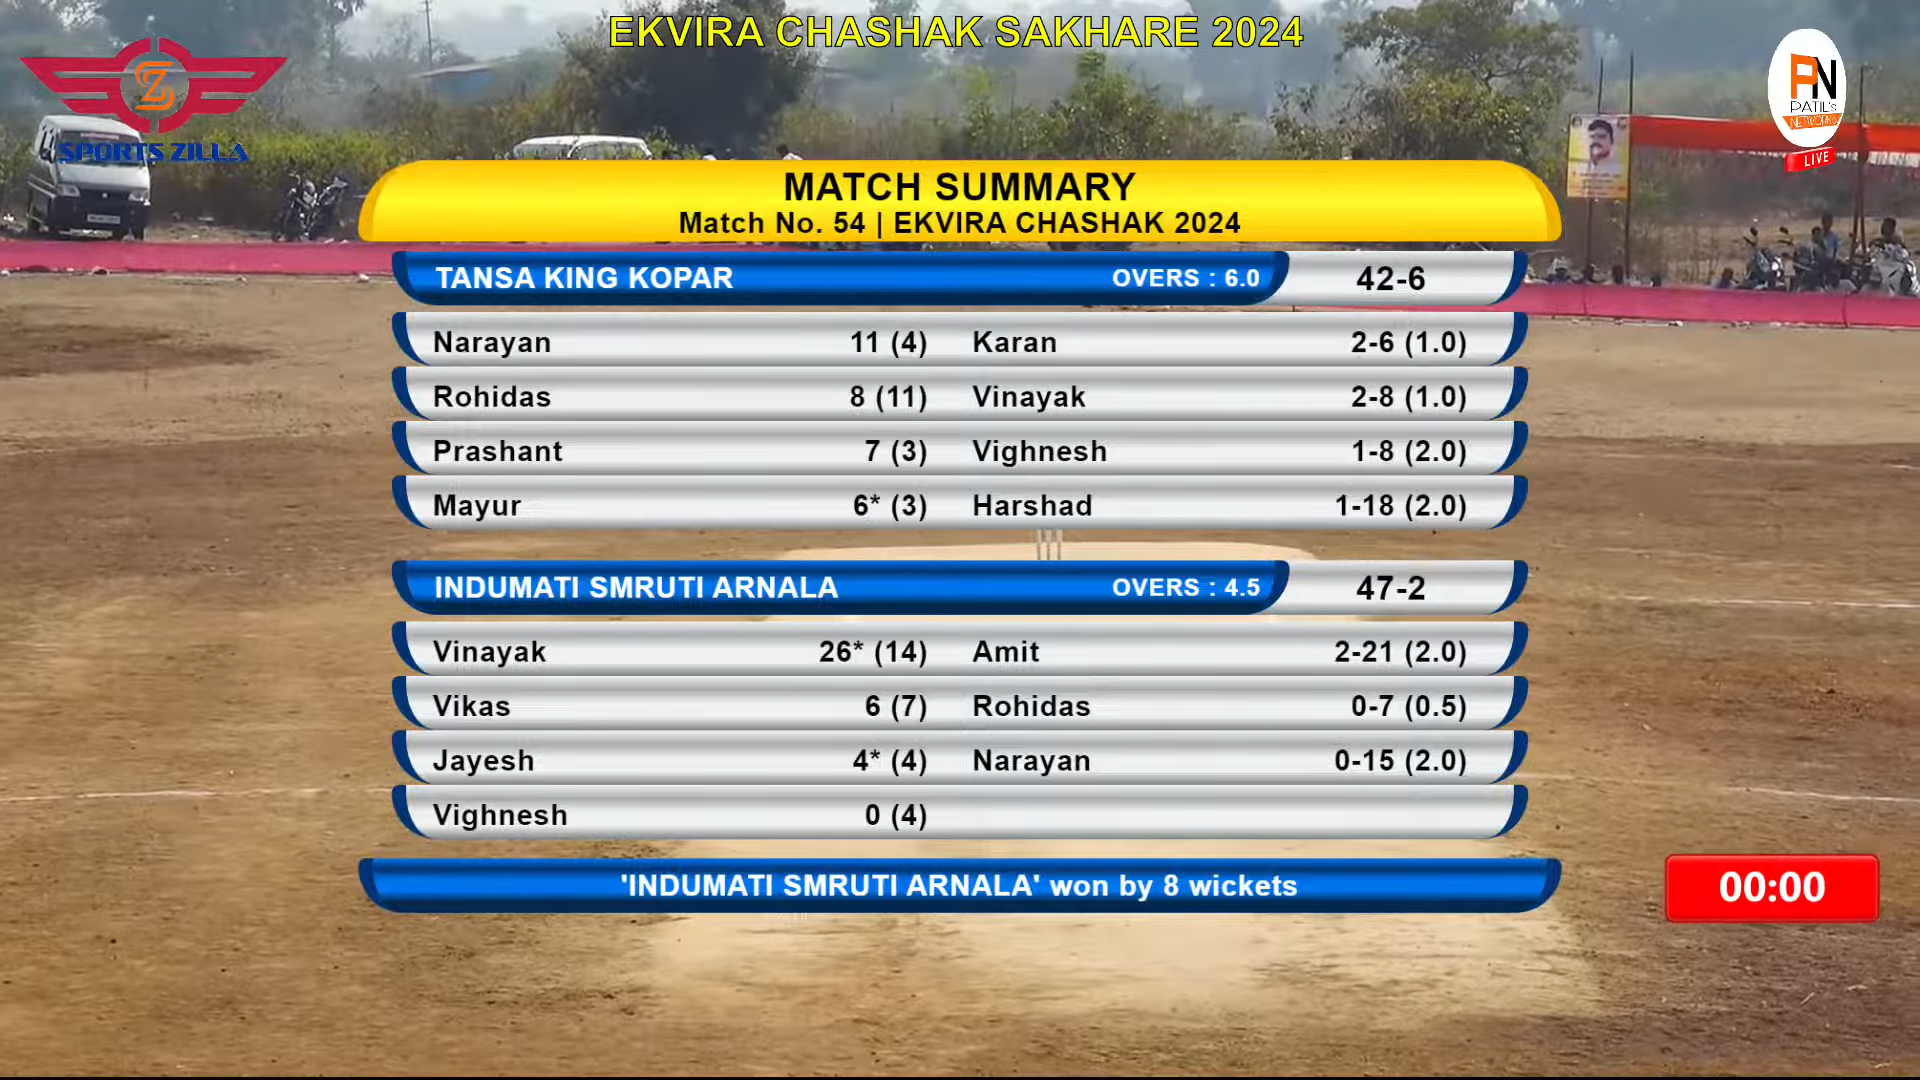 EKVIRA CHASHAK SAKHARE 2024
SZ
SPORTS ZILLA
PN
PATIL's
NETWORKS
LIVE
MATCH SUMMARY
Match No. 54 | EKVIRA CHASHAK 2024
TANSA KING KOPAR OVERS : 6.0 42-6
Narayan 11 (4) Karan 2-6 (1.0)
Rohidas 8 (11) Vinayak 2-8 (1.0)
Prashant 7 (3) Vighnesh 1-8 (2.0)
Mayur 6* (3) Harshad 1-18 (2.0)
INDUMATI SMRUTI ARNALA OVERS : 4.5 47-2
Vinayak 26* (14) Amit 2-21 (2.0)
Vikas 6 (7) Rohidas 0-7 (0.5)
Jayesh 4* (4) Narayan 0-15 (2.0)
Vighnesh 0 (4)
'INDUMATI SMRUTI ARNALA' won by 8 wickets
00:00